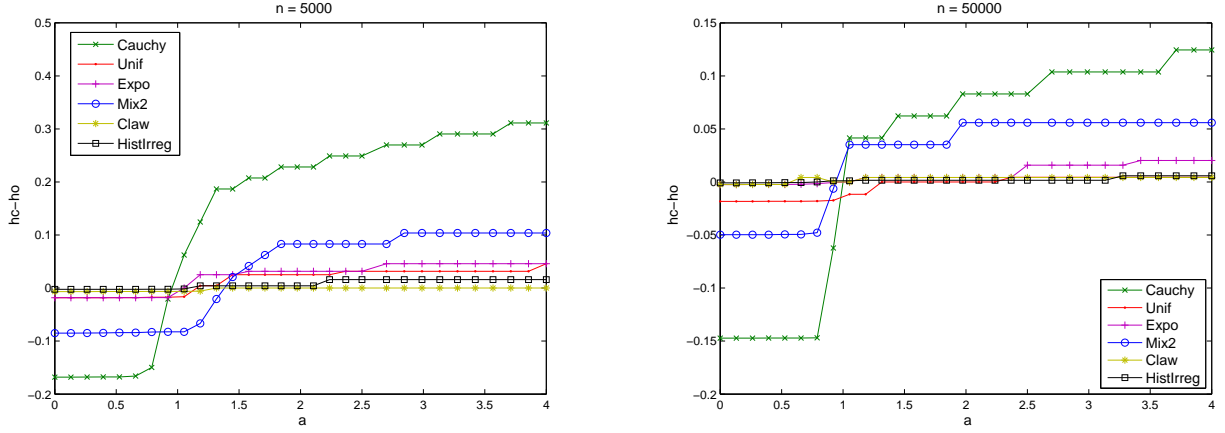 n = 5000
0.5
0.4
0.3
0.2
0.1
0
−0.1
−0.2
hc−ho
Cauchy
Unif
Expo
Mix2
Claw
HistIrreg
0
0.5
1
1.5
2
2.5
3
3.5
4
a
n = 50000
0.15
0.1
0.05
0
−0.05
−0.1
−0.15
−0.2
hc−ho
Cauchy
Unif
Expo
Mix2
Claw
HistIrreg
0
0.5
1
1.5
2
2.5
3
3.5
4
a